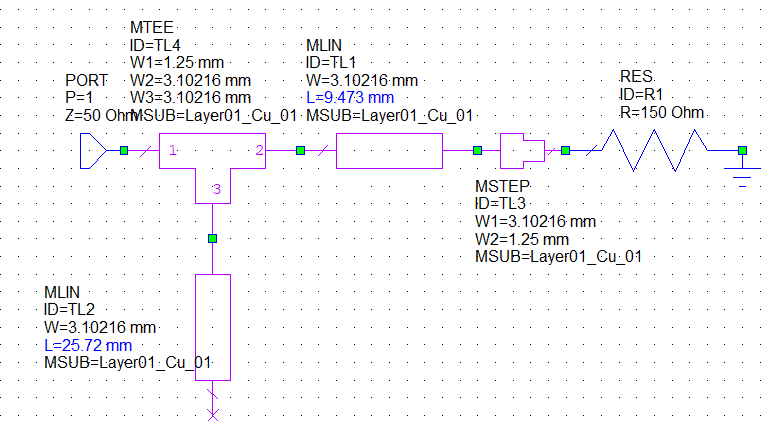 MTEE
ID=TL4
W1=1.25 mm
W2=3.10216 mm
W3=3.10216 mm
MSUB=Layer01_Cu_01
PORT
P=1
Z=50 Ohm
MLIN
ID=TL1
W=3.10216 mm
L=9.473 mm
MSUB=Layer01_Cu_01
RES
ID=R1
R=150 Ohm
1
2
3
MSTEP
ID=TL3
W1=3.10216 mm
W2=1.25 mm
MSUB=Layer01_Cu_01
MLIN
ID=TL2
W=3.10216 mm
L=25.72 mm
MSUB=Layer01_Cu_01